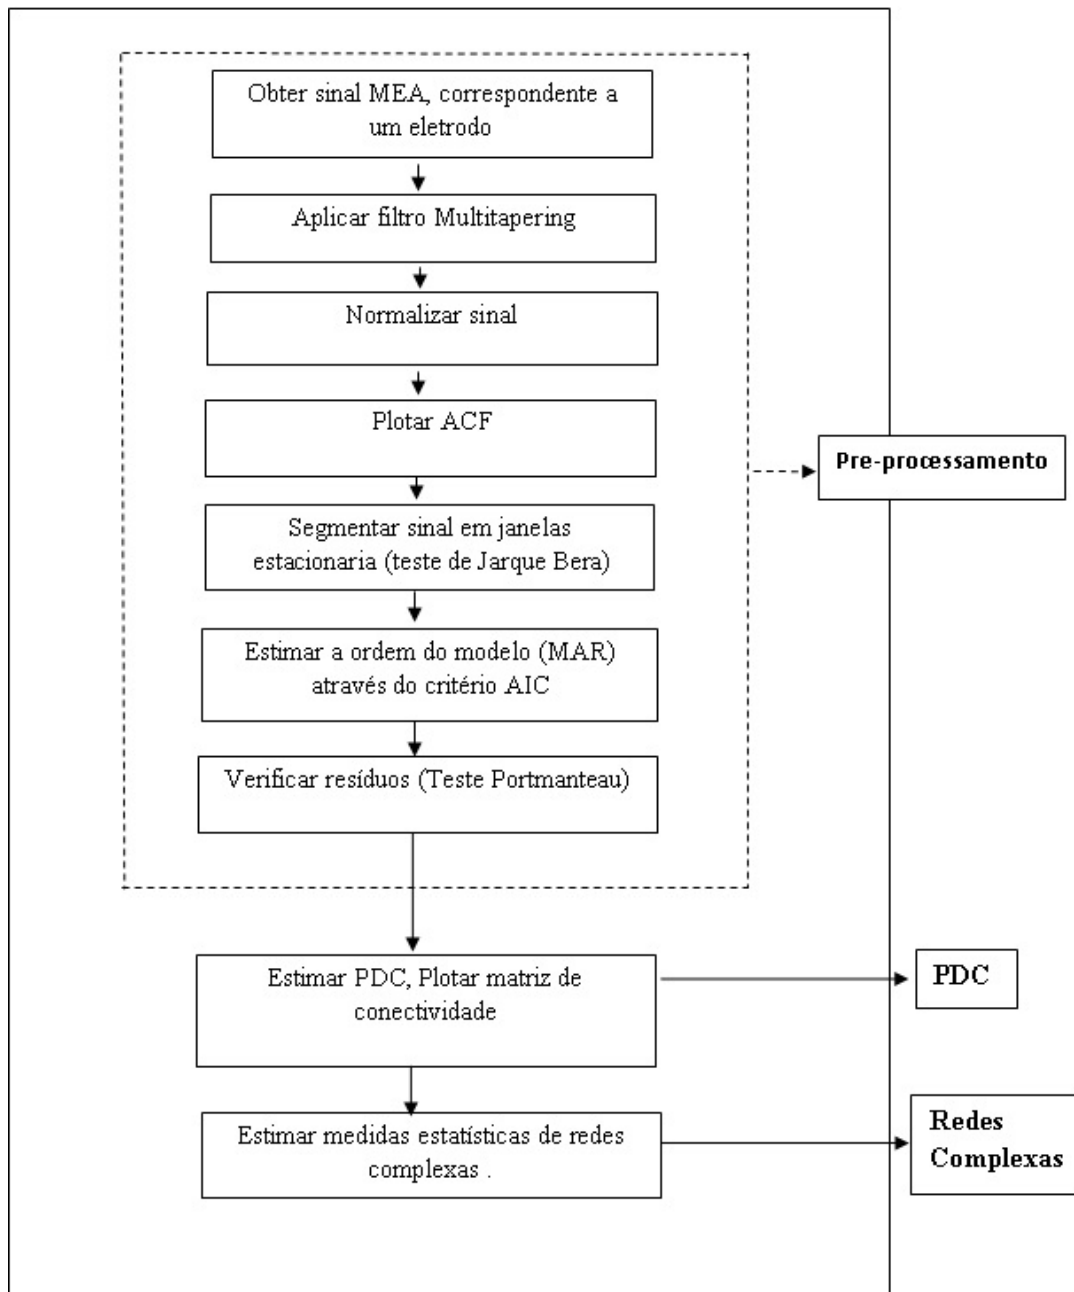 Obter sinal MEA, correspondente a
um eletrodo
Aplicar filtro Multitapering
Normalizar sinal
Plotar ACF
Segmentar sinal em janelas
estacionaria (teste de Jarque Bera)
Estimar a ordem do modelo (MAR)
através do critério AIC
Verificar resíduos (Teste Portmanteau)
Pre-processamento
Estimar PDC, Plotar matriz de
conectividade
PDC
Estimar medidas estatísticas de redes
complexas .
Redes
Complexas